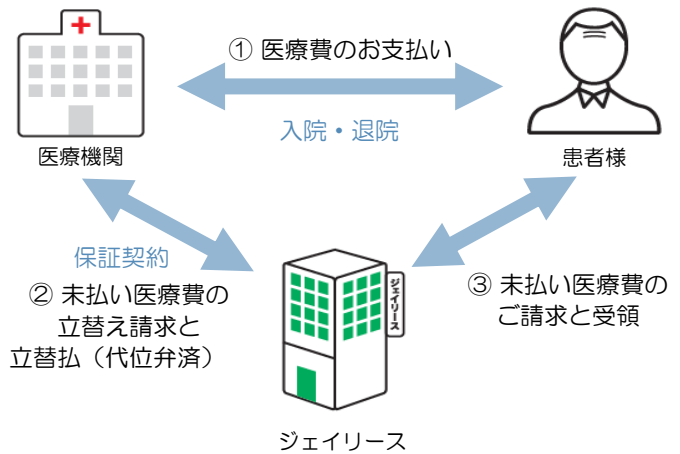 ① 医療費のお支払い
入院・退院
医療機関
患者様
保証契約
② 未払い医療費の
立替え請求と
立替払（代位弁済）
ジェイリース
③ 未払い医療費の
ご請求と受領
ジェイリース